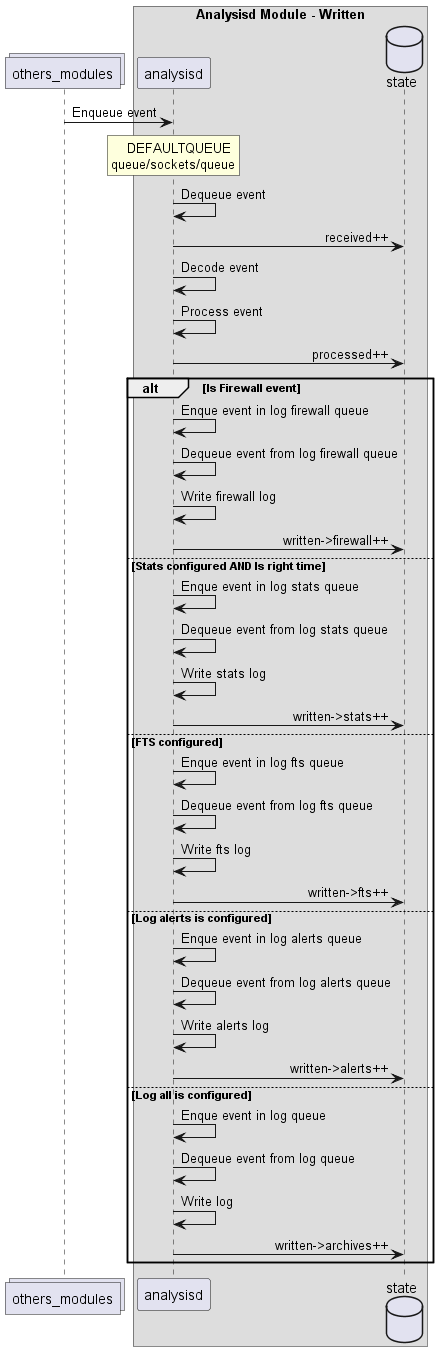 Analysisd Module - Written
others_modules
analysisd
state
Enqueue event
DEFAULTQUEUE
queue/sockets/queue
Dequeue event
received++
Decode event
Process event
processed++
alt [Is Firewall event]
Enque event in log firewall queue
Dequeue event from log firewall queue
Write firewall log
written->firewall++
[Stats configured AND Is right time]
Enque event in log stats queue
Dequeue event from log stats queue
Write stats log
written->stats++
[FTS configured]
Enque event in log fts queue
Dequeue event from log fts queue
Write fts log
written->fts++
[Log alerts is configured]
Enque event in log alerts queue
Dequeue event from log alerts queue
Write alerts log
written->alerts++
[Log all is configured]
Enque event in log queue
Dequeue event from log queue
Write log
written->archives++
others_modules
analysisd
state